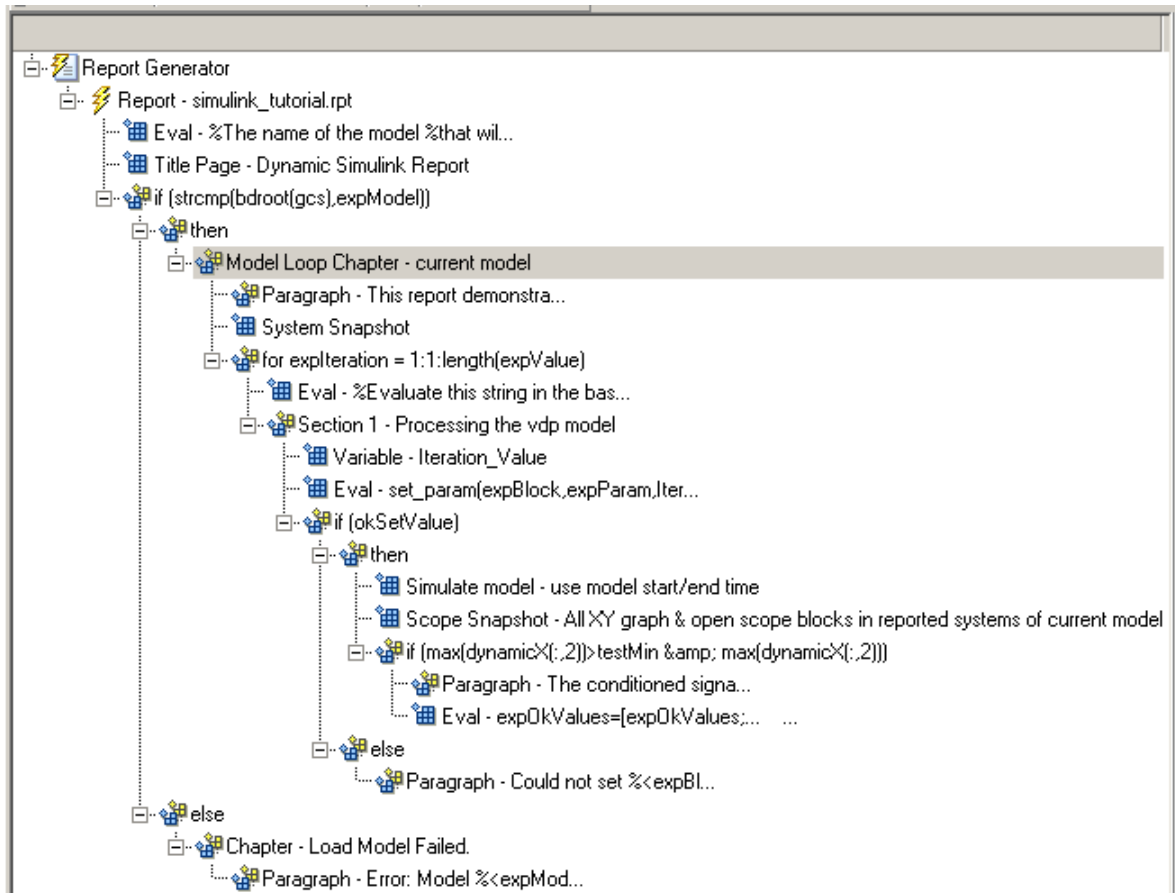 Report Generator
Report - simulink_tutorial.rpt
Eval - %The name of the model %that wil...
Title Page - Dynamic Simulink Report
if (strcmp(bdroot(gcs),expModel))
then
Model Loop Chapter - current model
Paragraph - This report demonstra...
System Snapshot
for expIteration = 1:1:length(expValue)
Eval - %Evaluate this string in the bas...
Section 1 - Processing the vdp model
Variable - Iteration_Value
Eval - set_param(expBlock,expParam,Iter...
if (okSetValue)
then
Simulate model - use model start/end time
Scope Snapshot - All XY graph & open scope blocks in reported systems of current model
if (max(dynamicX(:,2))>testMin &amp; max(dynamicX(:,2)))
Paragraph - The conditioned signa...
Eval - expOkValues=[expOkValues;... ...
else
Paragraph - Could not set %<expBl...
else
Chapter - Load Model Failed.
Paragraph - Error: Model %<expMod...